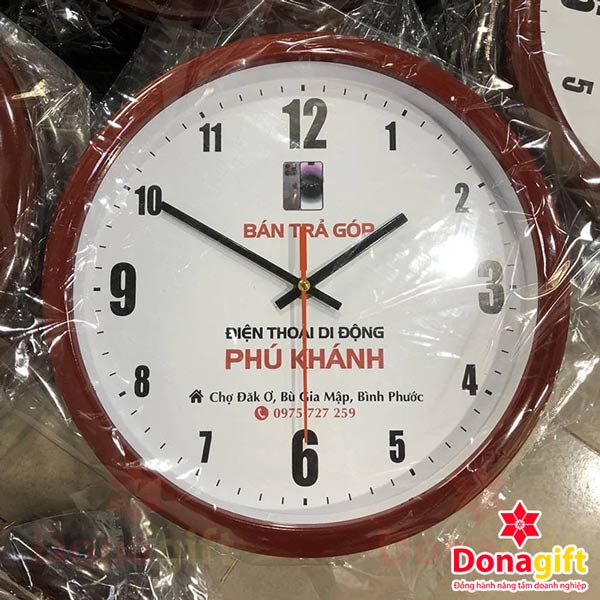 12
11
1
10
2
9
3
8
4
7
5
6
5
BÁN TRẢ GÓP
ĐIỆN THOẠI DI ĐỘNG
PHÚ KHÁNH
Chợ Đăk Ơ, Bù Gia Mập, Bình Phước
0975 727 259
Donagift
Donagift
Đồng hành nâng tầm doanh nghiệp